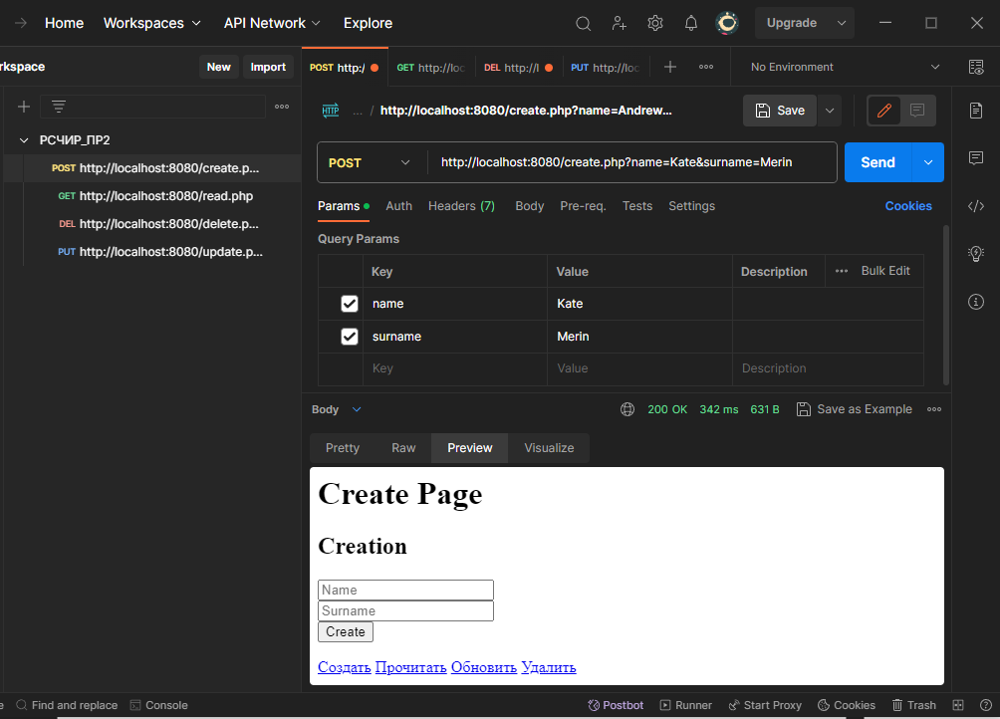 Home Workspaces API Network Explore Upgrade
rkspace New Import POST http:/ GET http://loc DEL http://l PUT http://loc No Environment
РСЧИР_ПР2
POST http://localhost:8080/create.p...
GET http://localhost:8080/read.php
DEL http://localhost:8080/delete.p...
PUT http://localhost:8080/update.p...
HTTP ... / http://localhost:8080/create.php?name=Andrew... Save
POST http://localhost:8080/create.php?name=Kate&surname=Merin Send
Params Auth Headers (7) Body Pre-req. Tests Settings Cookies
Query Params
Key Value Description Bulk Edit
name Kate
surname Merin
Key Value Description
Body 200 OK 342 ms 631 B Save as Example
Pretty Raw Preview Visualize
Create Page
Creation
Name
Surname
Create
Создать Прочитать Обновить Удалить
e Find and replace Console Postbot Runner Start Proxy Cookies Trash